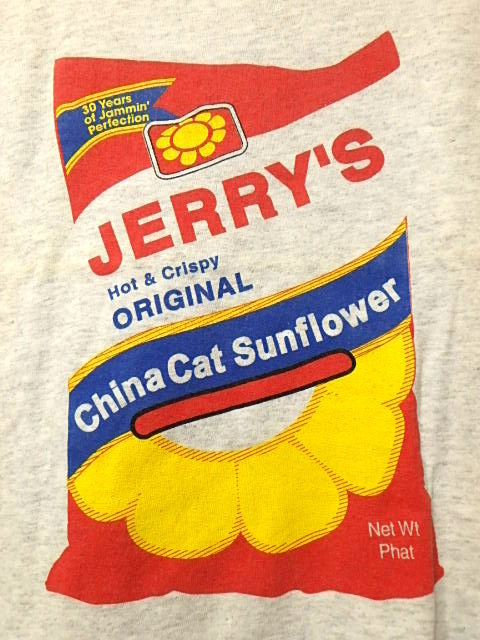 30 Years
of Jammin'
Perfection
JERRY'S
Hot & Crispy
ORIGINAL
China Cat Sunflower
Net Wt
Phat